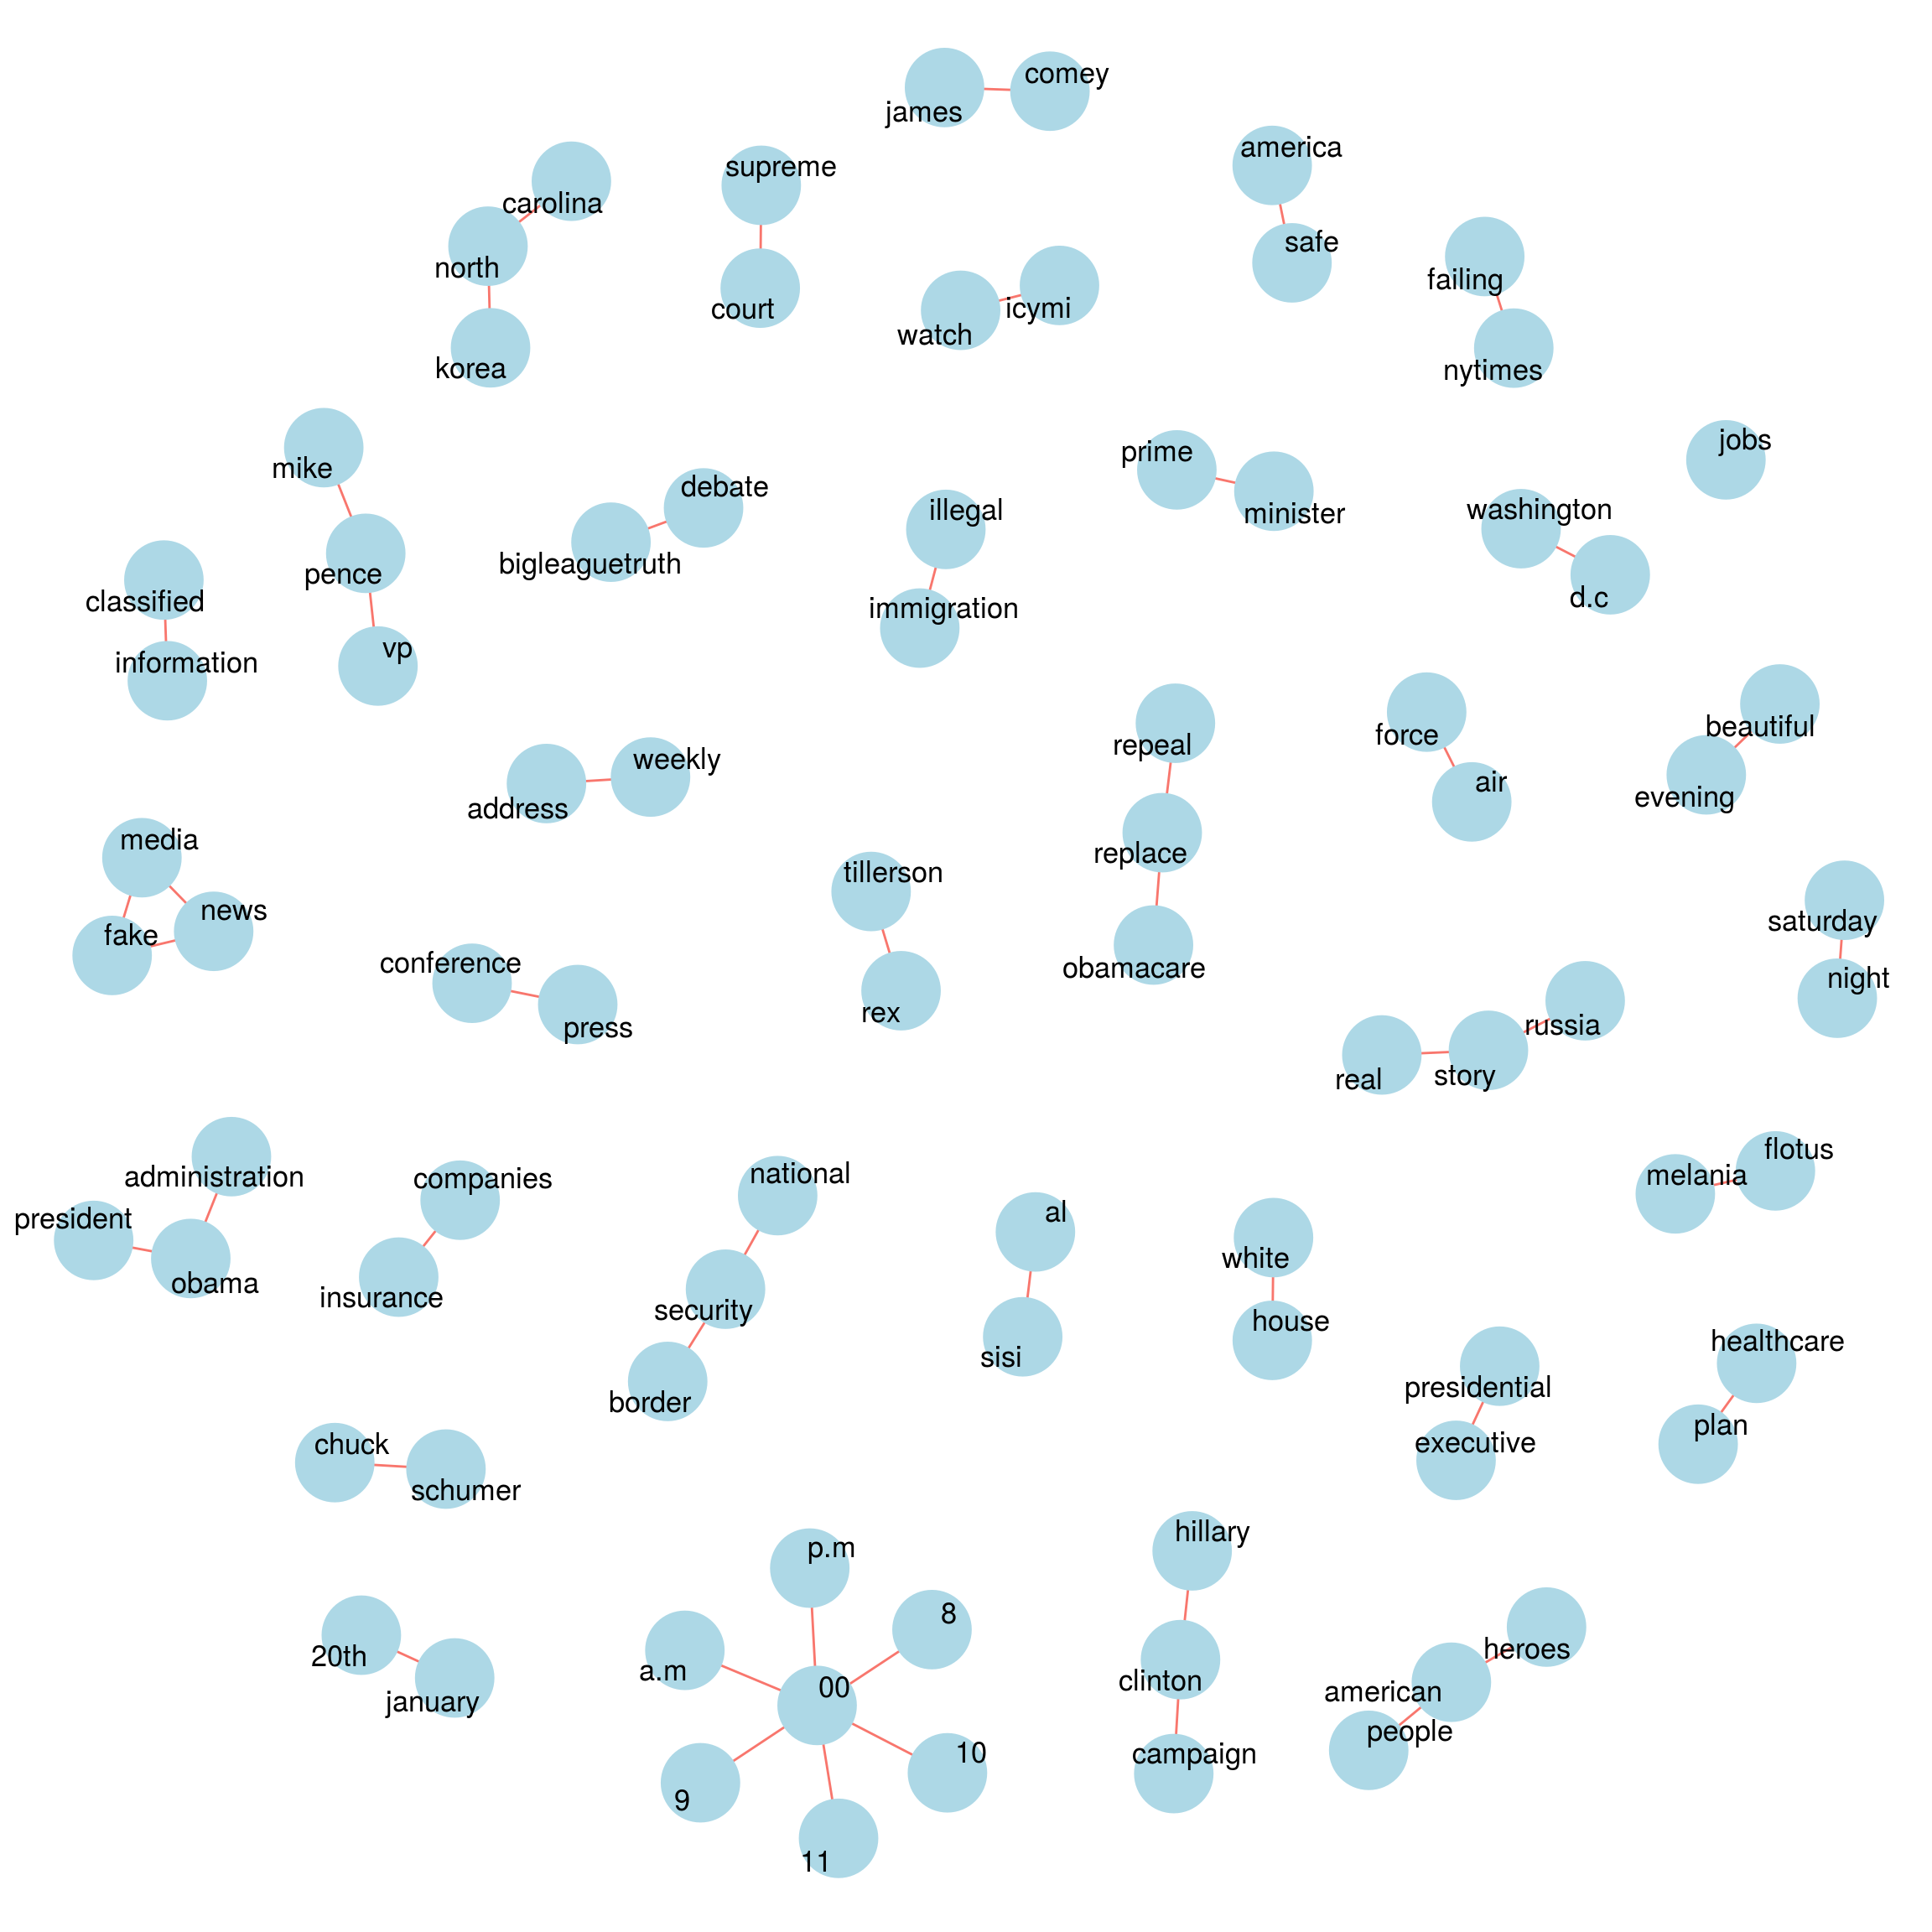 comey
james
america
supreme
carolina
safe
north
failing
court
icymi
watch
korea
nytimes
jobs
prime
mike
debate
illegal
washington
minister
bigleaguetruth
pence
d.c
classified
immigration
vp
information
beautiful
force
repeal
weekly
air
evening
address
media
replace
tillerson
news
saturday
fake
conference
obamacare
night
rex
russia
press
story
real
flotus
national
melania
administration
companies
al
president
white
obama
insurance
security
house
healthcare
sisi
presidential
border
plan
executive
chuck
schumer
hillary
p.m
8
heroes
20th
a.m
clinton
00
american
january
people
10
campaign
9
11